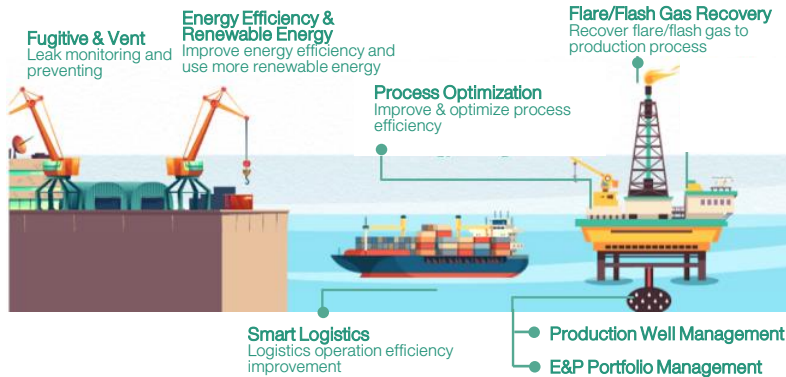 Fugitive & Vent
Leak monitoring and
preventing
Energy Efficiency &
Renewable Energy
Improve energy efficiency and
use more renewable energy
Flare/Flash Gas Recovery
Recover flare/flash gas to
production process
Process Optimization
Improve & optimize process
efficiency
Smart Logistics
Logistics operation efficiency
improvement
Production Well Management
E&P Portfolio Management